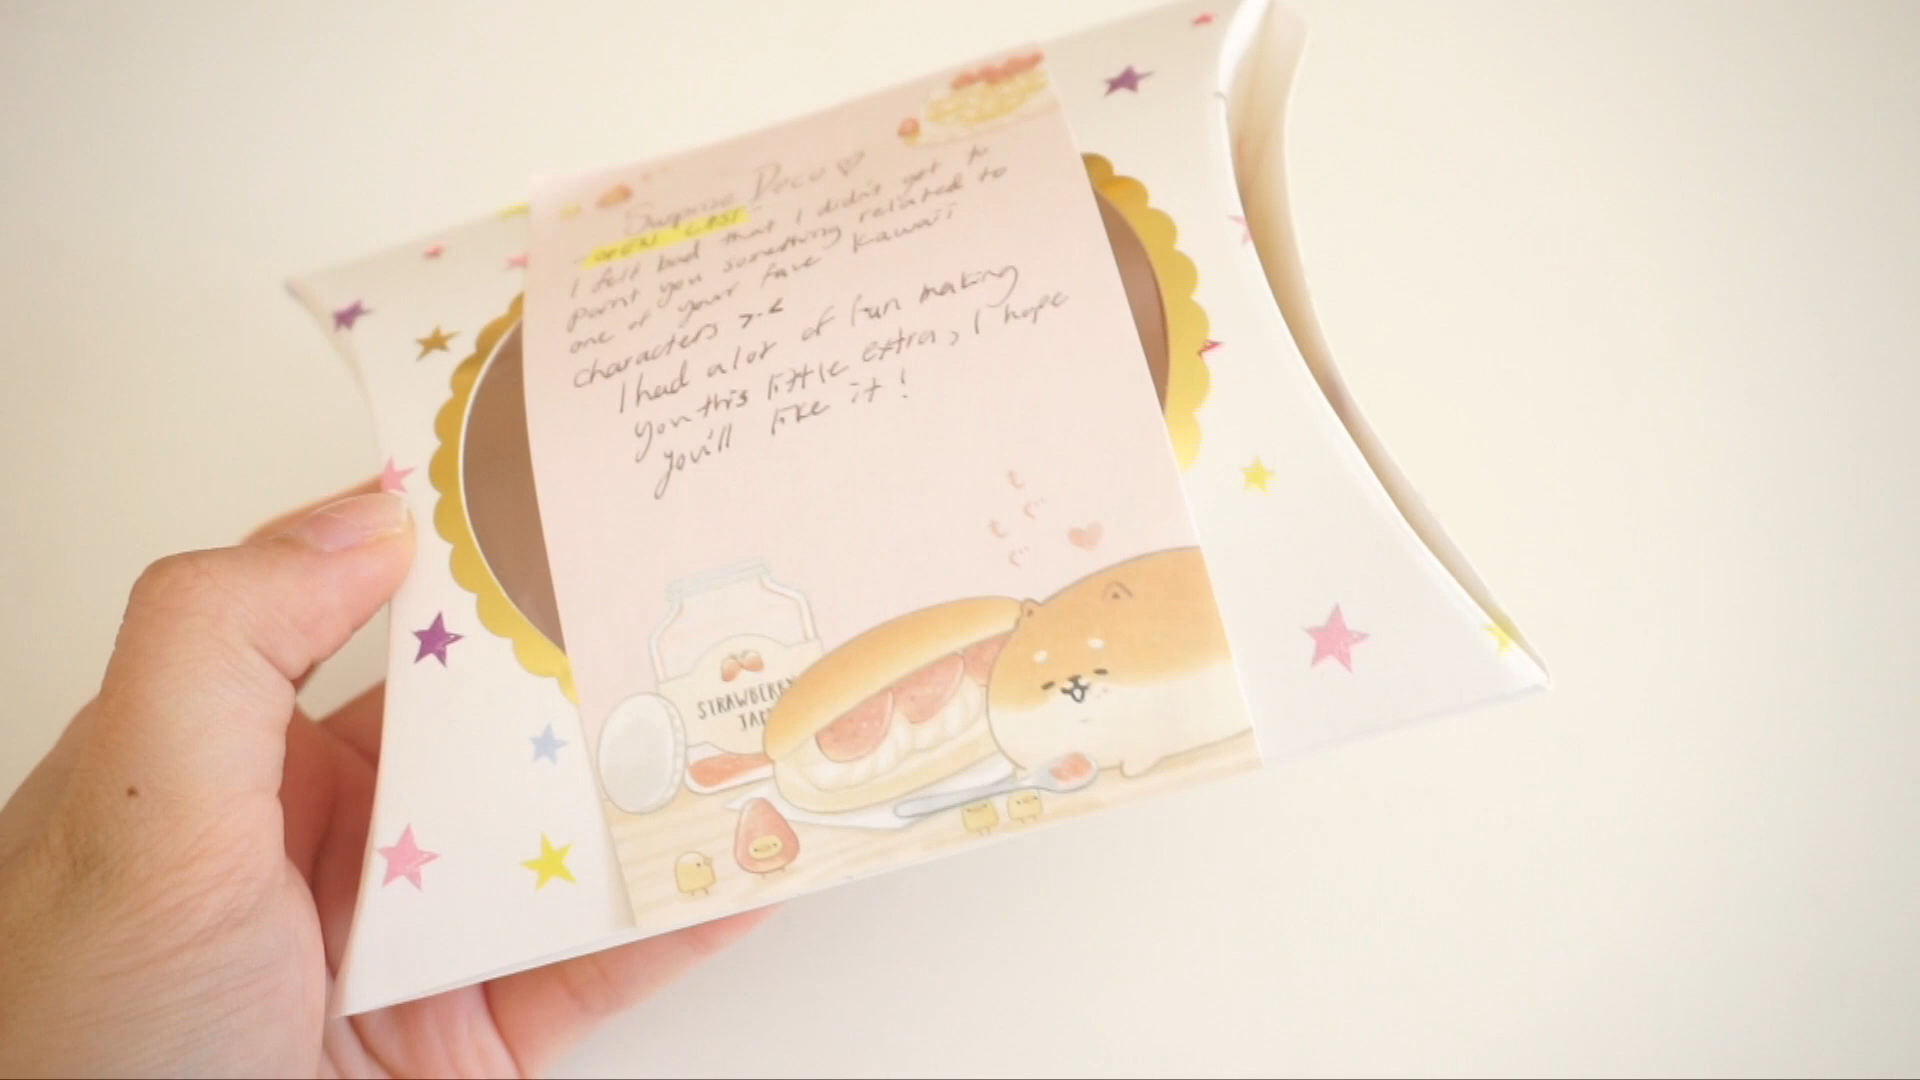 Surprise Deco ♡
"OPEN LAST"
I felt bad that I didn't get to
paint you something related to
one of your fave kawaii
characters >.<
I had a lot of fun making
you this little extra, I hope
you'll like it!
も
ぐ
も
ぐ
STRAWBERRY
JAM